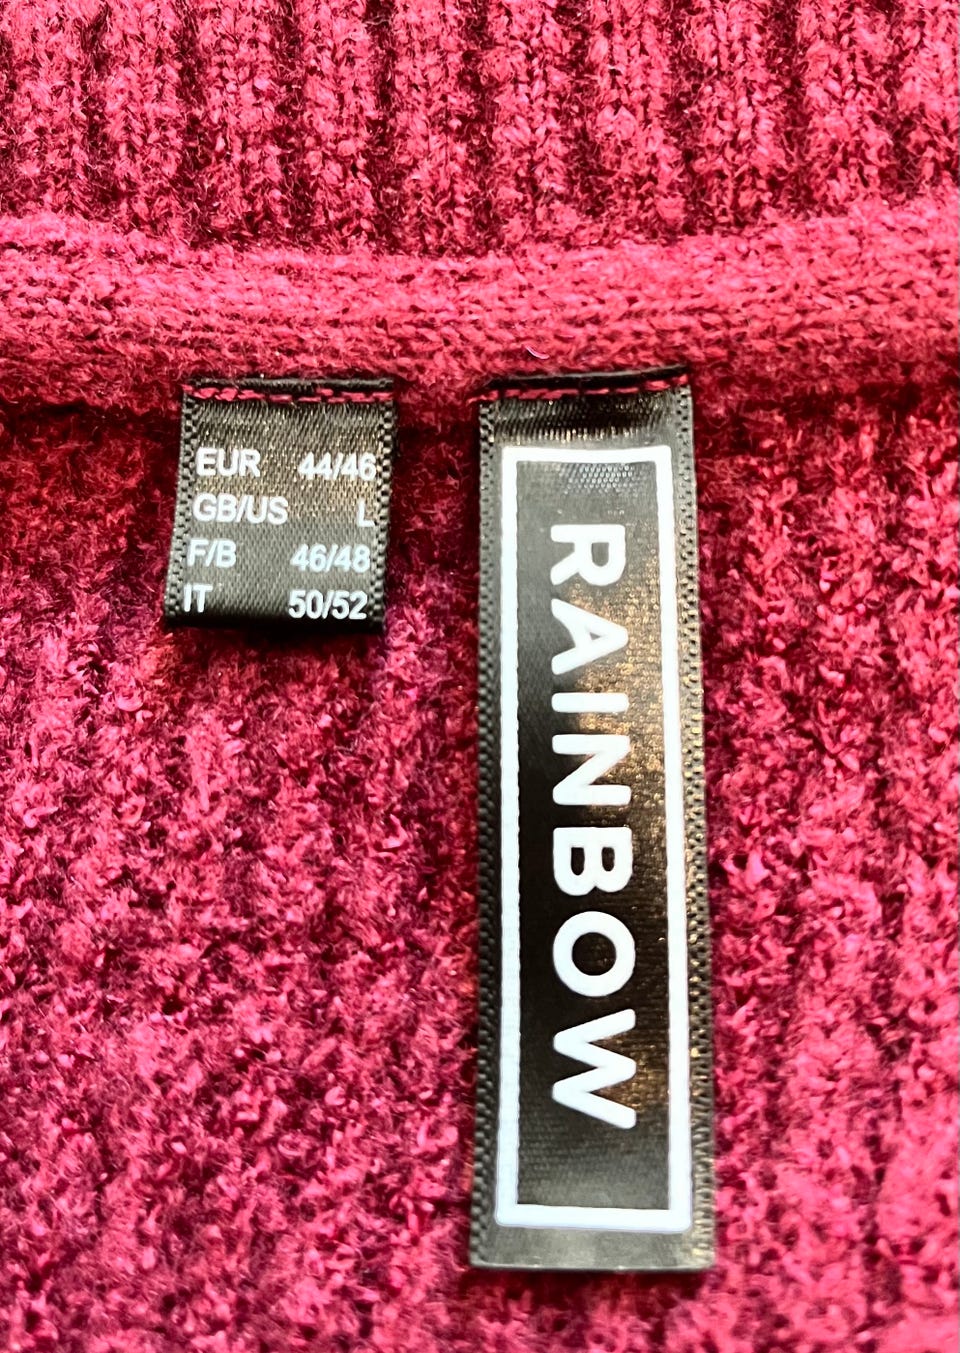 EUR 44/46
GB/US L
F/B 46/48
IT 50/52
RAINBOW